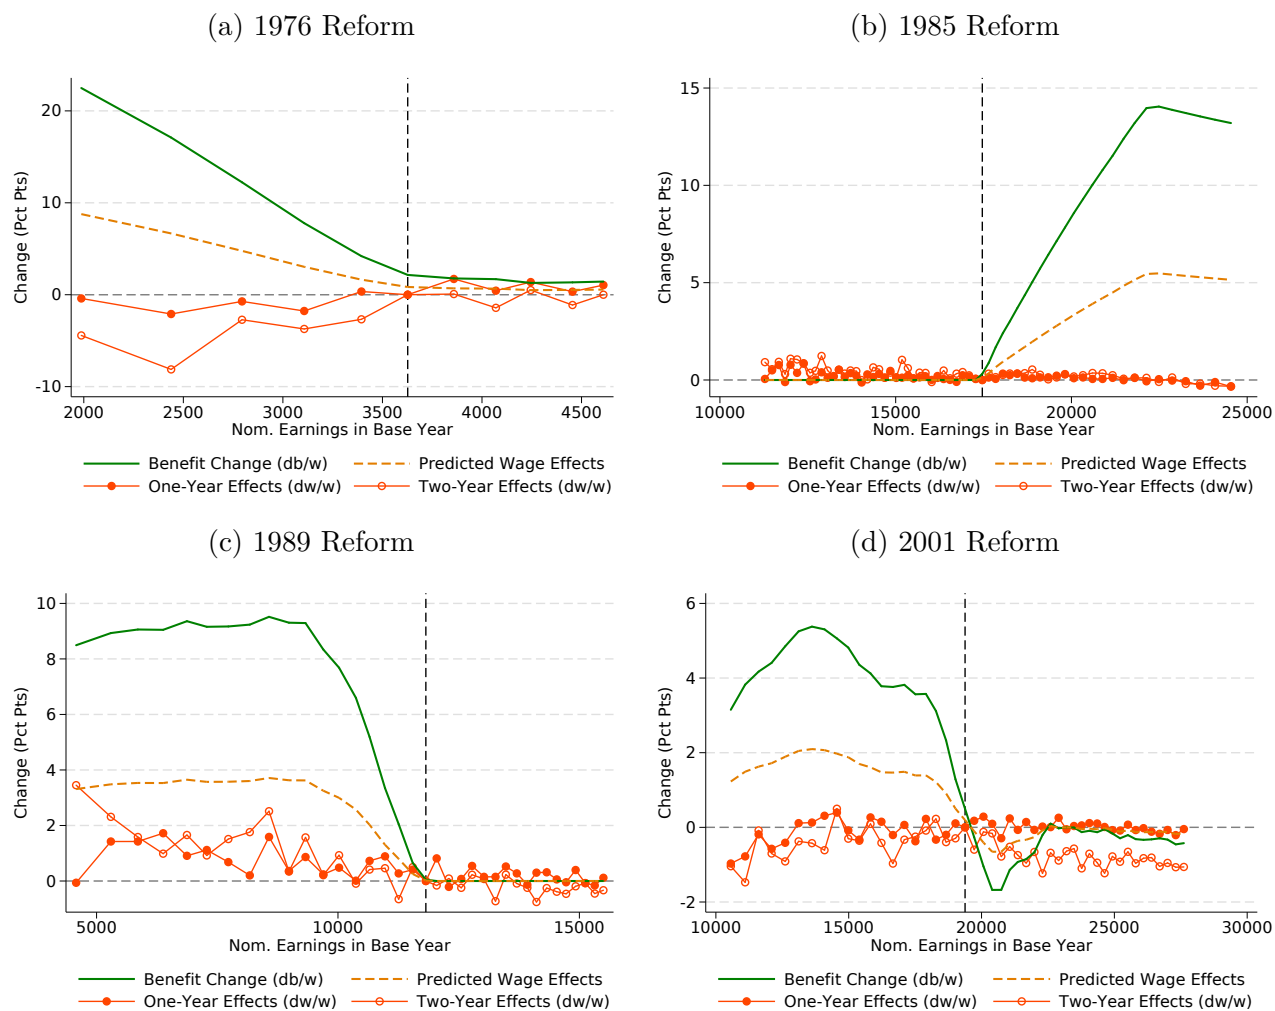 (a) 1976 Reform
Change (Pct Pts)
20
10
0
-10
2000 2500 3000 3500 4000 4500
Nom. Earnings in Base Year
Benefit Change (db/w) Predicted Wage Effects
One-Year Effects (dw/w) Two-Year Effects (dw/w)
(b) 1985 Reform
Change (Pct Pts)
15
10
5
0
10000 15000 20000 25000
Nom. Earnings in Base Year
Benefit Change (db/w) Predicted Wage Effects
One-Year Effects (dw/w) Two-Year Effects (dw/w)
(c) 1989 Reform
Change (Pct Pts)
10
8
6
4
2
0
5000 10000 15000
Nom. Earnings in Base Year
Benefit Change (db/w) Predicted Wage Effects
One-Year Effects (dw/w) Two-Year Effects (dw/w)
(d) 2001 Reform
Change (Pct Pts)
6
4
2
0
-2
10000 15000 20000 25000 30000
Nom. Earnings in Base Year
Benefit Change (db/w) Predicted Wage Effects
One-Year Effects (dw/w) Two-Year Effects (dw/w)